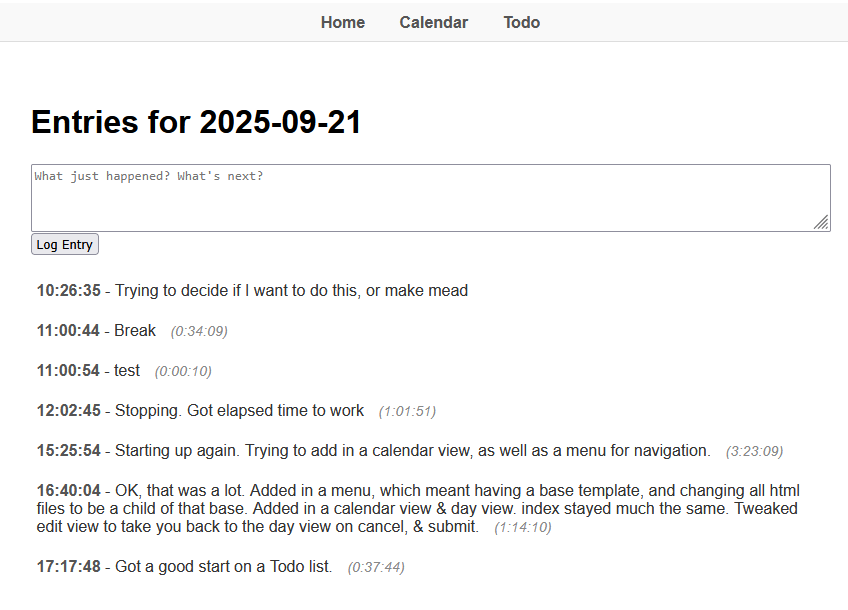 Home Calendar Todo
Entries for 2025-09-21
What just happened? What's next?
Log Entry
10:26:35 - Trying to decide if I want to do this, or make mead
11:00:44 - Break (0:34:09)
11:00:54 - test (0:00:10)
12:02:45 - Stopping. Got elapsed time to work (1:01:51)
15:25:54 - Starting up again. Trying to add in a calendar view, as well as a menu for navigation. (3:23:09)
16:40:04 - OK, that was a lot. Added in a menu, which meant having a base template, and changing all html
files to be a child of that base. Added in a calendar view & day view. index stayed much the same. Tweaked
edit view to take you back to the day view on cancel, & submit. (1:14:10)
17:17:48 - Got a good start on a Todo list. (0:37:44)